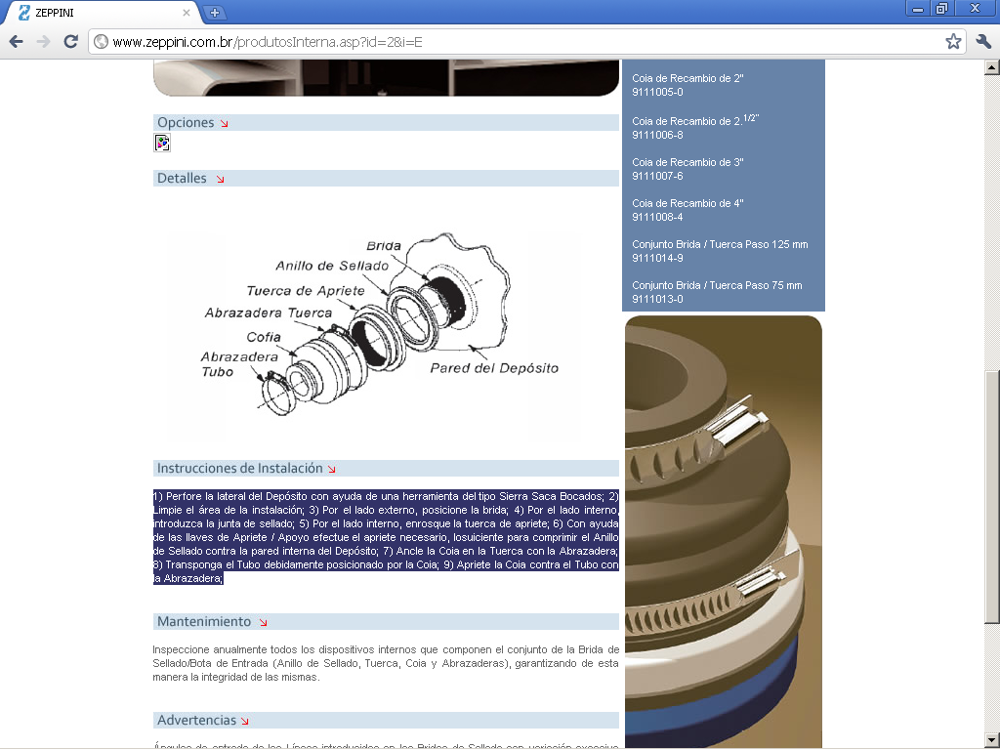 ZEPPINI
www.zeppini.com.br/produtosInterna.asp?id=2&i=E
Opciones
Detalles
Brida
Anillo de Sellado
Tuerca de Apriete
Abrazadera Tuerca
Cofia
Abrazadera
Tubo
Pared del Depósito
Instrucciones de Instalación
1) Perfore la lateral del Depósito con ayuda de una herramienta del tipo Sierra Saca Bocados; 2)
Limpie el área de la instalación; 3) Por el lado externo, posicione la brida; 4) Por el lado interno,
introduzca la junta de sellado; 5) Por el lado interno, enrosque la tuerca de apriete; 6) Con ayuda
de las llaves de Apriete / Apoyo efectue el apriete necesario, losuiciente para comprimir el Anillo
de Sellado contra la pared interna del Depósito; 7) Ancle la Coia en la Tuerca con la Abrazadera;
8) Transponga el Tubo debidamente posicionado por la Coia; 9) Apriete la Coia contra el Tubo con
la Abrazadera;
Mantenimiento
Inspeccione anualmente todos los dispositivos internos que componen el conjunto de la Brida de
Sellado/Bota de Entrada (Anillo de Sellado, Tuerca, Coia y Abrazaderas), garantizando de esta
manera la integridad de las mismas.
Advertencias
Ángulos de entrada de las Líneas introducidas en las Bridas de Sellado con variación excesiva
Coia de Recambio de 2"
9111005-0
Coia de Recambio de 2.1/2"
9111006-8
Coia de Recambio de 3"
9111007-6
Coia de Recambio de 4"
9111008-4
Conjunto Brida / Tuerca Paso 125 mm
9111014-9
Conjunto Brida / Tuerca Paso 75 mm
9111013-0